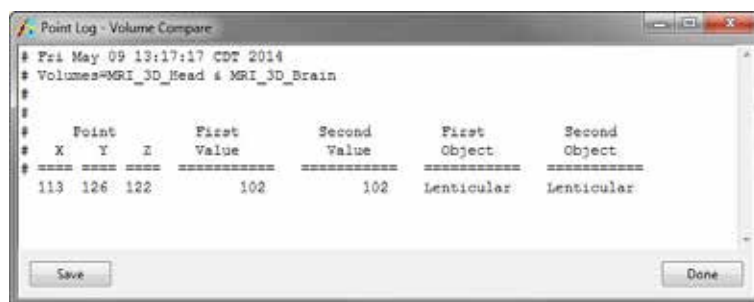 Point Log - Volume Compare
# Fri May 09 13:17:17 CDT 2014
# Volumes=MRI_3D_Head & MRI_3D_Brain
#
#
# Point First Second First Second
# X Y Z Value Value Object Object
# ==== ==== ==== =========== =========== =========== ===========
113 126 122 102 102 Lenticular Lenticular
Save Done